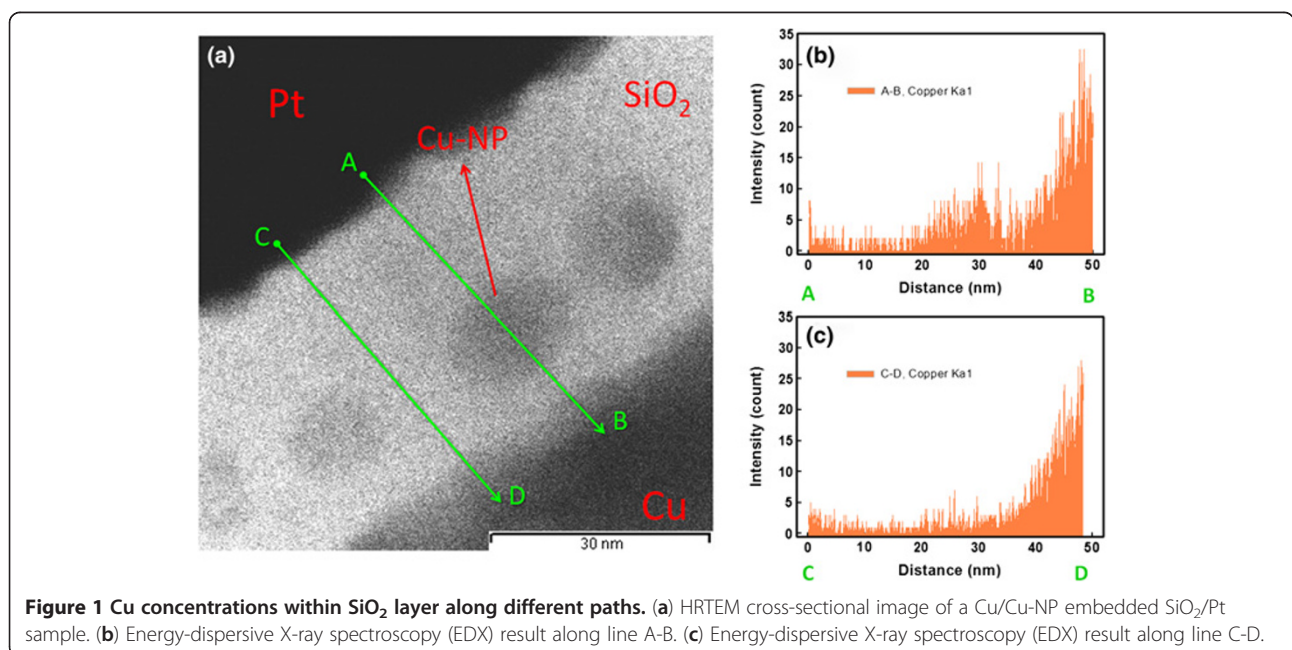 (a)
Pt
SiO₂
Cu-NP
A
C
B
D
Cu
30 nm
(b)
35
30
25
20
15
10
5
0
Intensity (count)
A-B, Copper Ka1
0 10 20 30 40 50
A Distance (nm) B
(c)
35
30
25
20
15
10
5
0
Intensity (count)
C-D, Copper Ka1
0 10 20 30 40 50
C Distance (nm) D
Figure 1 Cu concentrations within SiO₂ layer along different paths. (a) HRTEM cross-sectional image of a Cu/Cu-NP embedded SiO₂/Pt
sample. (b) Energy-dispersive X-ray spectroscopy (EDX) result along line A-B. (c) Energy-dispersive X-ray spectroscopy (EDX) result along line C-D.